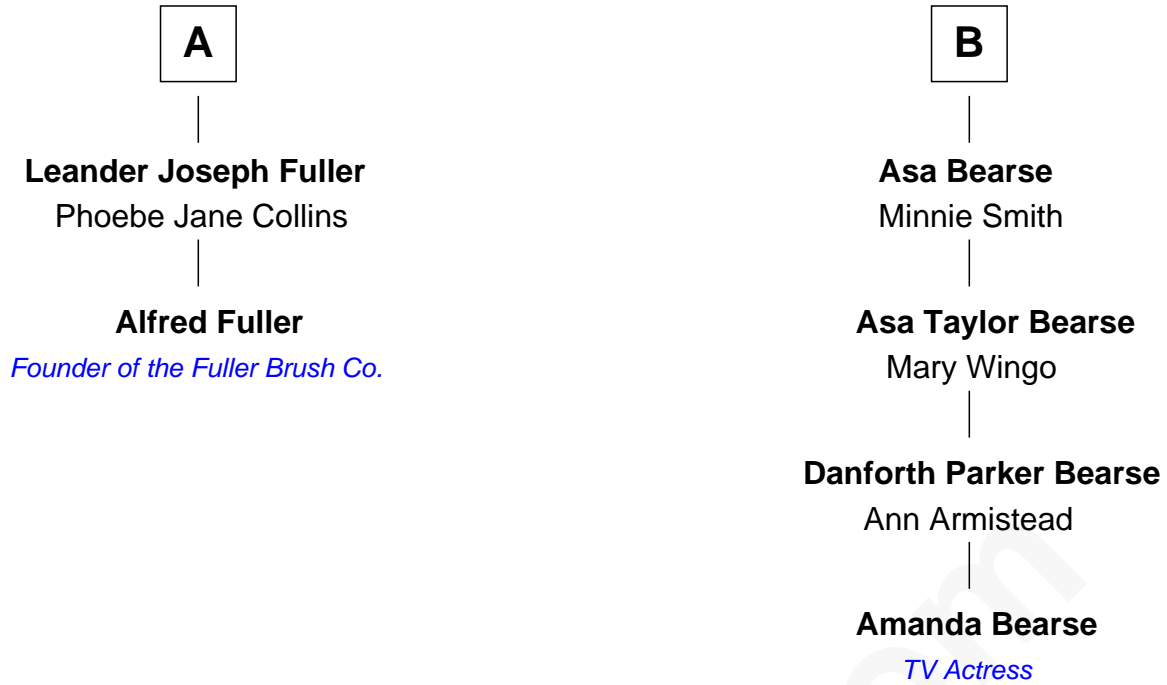 A
Leander Joseph Fuller
Phoebe Jane Collins
Alfred Fuller
Founder of the Fuller Brush Co.
B
Asa Bearse
Minnie Smith
Asa Taylor Bearse
Mary Wingo
Danforth Parker Bearse
Ann Armistead
Amanda Bearse
TV Actress